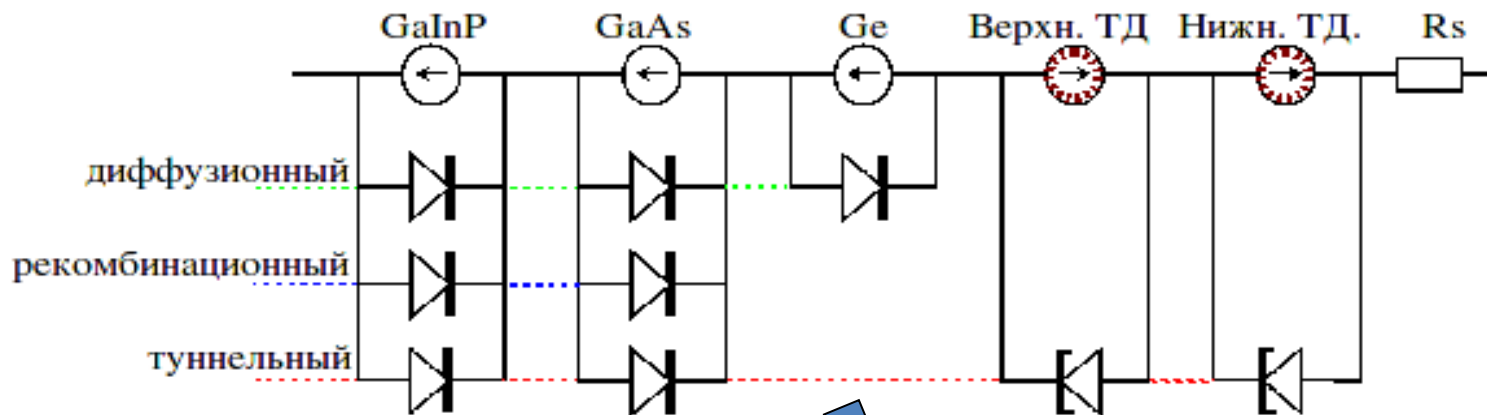 GaInP GaAs Ge Верхн. ТД Нижн. ТД. Rs
диффузионный
рекомбинационный
туннельный